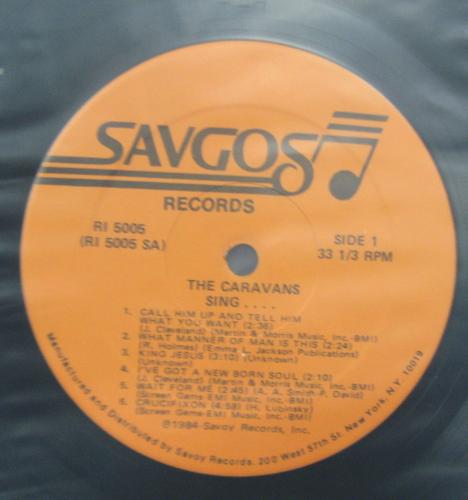 SAVGOS
RECORDS
RI 5005
(RI 5005 SA)
SIDE 1
33 1/3 RPM
THE CARAVANS
SING . . . .
1. CALL HIM UP AND TELL HIM
WHAT YOU WANT (2:36)
(J. Cleveland) (Martin & Morris Music, Inc.-BMI)
2. WHAT MANNER OF MAN IS THIS (2:24)
(R. Holmes) (Emma L. Jackson Publications)
3. KING JESUS (3:10) (Unknown)
(Unknown)
4. I'VE GOT A NEW BORN SOUL (2:10)
(J. Cleveland) (Martin & Morris Music, Inc.-BMI)
5. WAIT FOR ME (2:45) (A. A. Smith-P. David)
(Screen Gems-EMI Music, Inc.-BMI)
6. CRUCIFIXON (4:58) (H. Lubinsky)
(Screen Gems-EMI Music, Inc.-BMI)
℗1984-Savoy Records, Inc.
Manufactured and Distributed by Savoy Records, 200 West 57th St. New York, N.Y. 10019